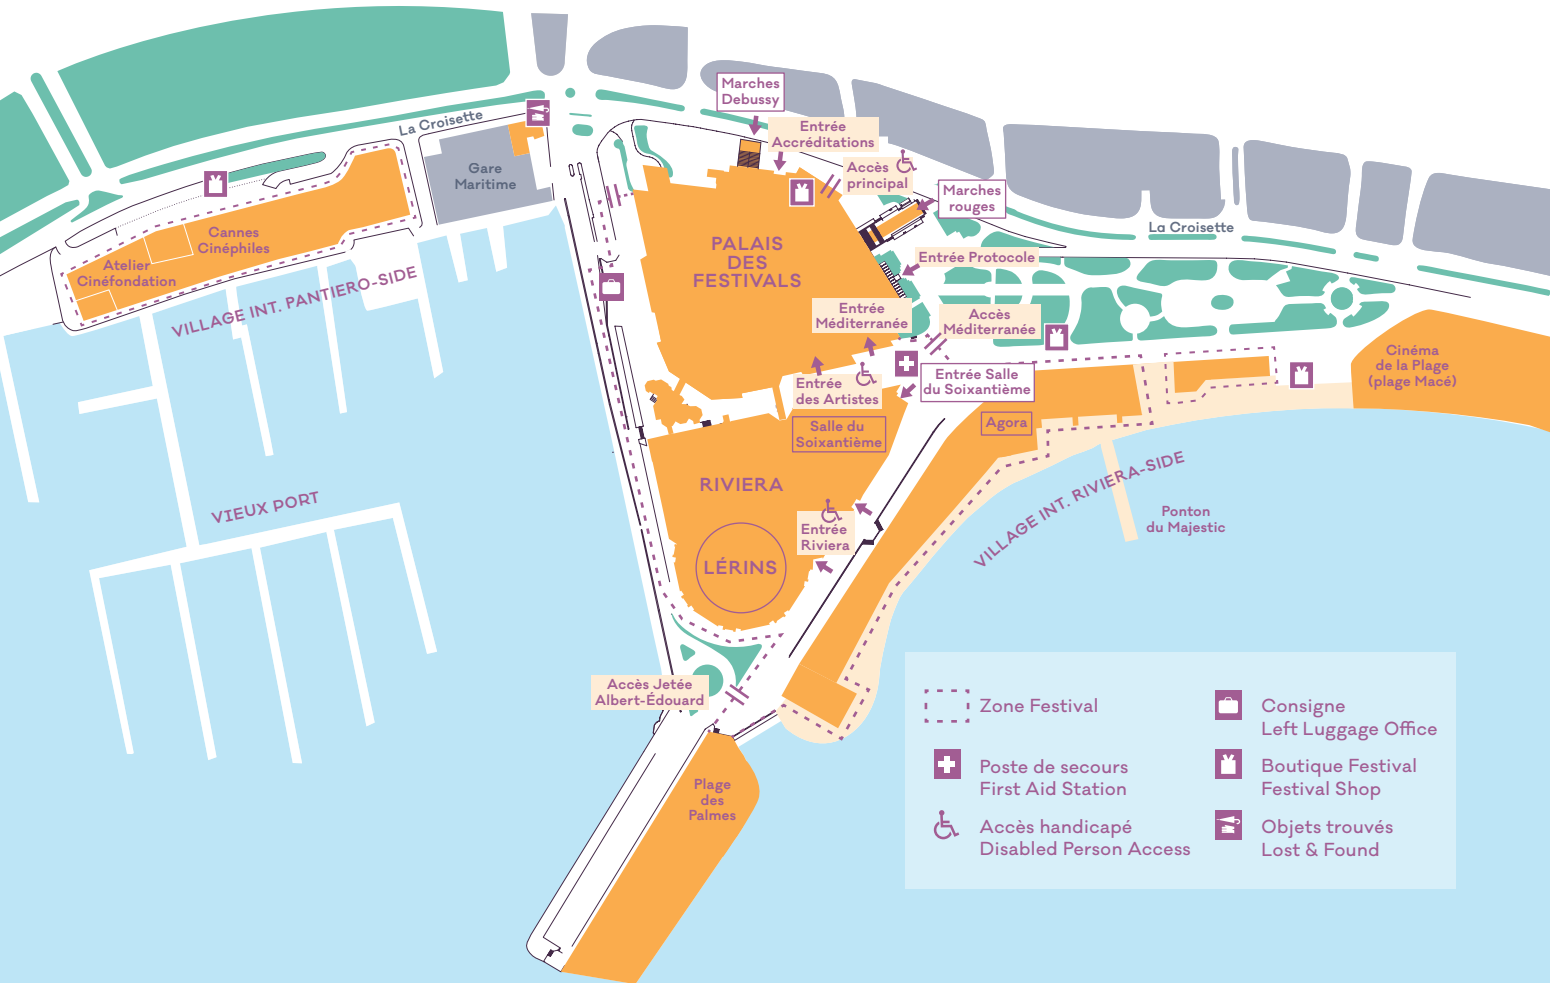 Marches
Debussy
La Croisette
Entrée
Accréditations
Gare
Maritime
Accès
principal
Marches
rouges
La Croisette
Cannes
Cinéphiles
Atelier
Cinéfondation
PALAIS
DES
FESTIVALS
Entrée Protocole
VILLAGE INT. PANTIERO-SIDE
Entrée
Méditerranée
Accès
Méditerranée
Cinéma
de la Plage
(plage Macé)
Entrée Salle
du Soixantième
Entrée
des Artistes
Salle du
Soixantième
Agora
RIVIERA
VIEUX PORT
VILLAGE INT. RIVIERA-SIDE
Ponton
du Majestic
Entrée
Riviera
LÉRINS
Accès Jetée
Albert-Édouard
Plage
des
Palmes
Zone Festival
Poste de secours
First Aid Station
Accès handicapé
Disabled Person Access
Consigne
Left Luggage Office
Boutique Festival
Festival Shop
Objets trouvés
Lost & Found